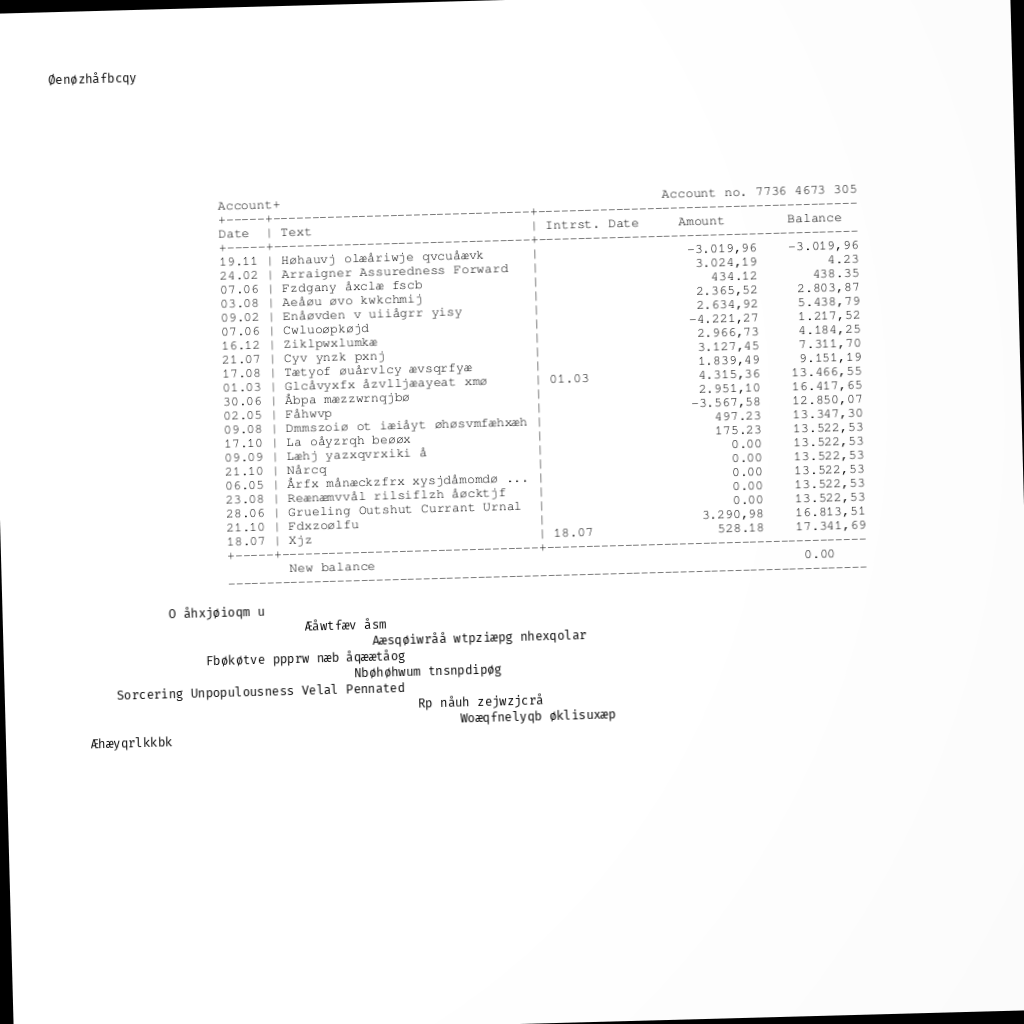 Øenøzhåfbcqy
Account+ Account no. 7736 4673 305
+-----+---------------------------------+-----------------------------------------
Date | Text | Intrst. Date Amount Balance
+-----+---------------------------------+-----------------------------------------
19.11 | Høhauvj olæåriwje qvcuåævk | -3.019,96 -3.019,96
24.02 | Arraigner Assuredness Forward | 3.024,19 4.23
07.06 | Fzdgany åxclæ fscb | 434.12 438.35
03.08 | Aeåøu øvo kwkchmij | 2.365,52 2.803,87
09.02 | Enåøvden v uiiågrr yisy | 2.634,92 5.438,79
07.06 | Cwluoøpkøjd | -4.221,27 1.217,52
16.12 | Ziklpwxlumkæ | 2.966,73 4.184,25
21.07 | Cyv ynzk pxnj | 3.127,45 7.311,70
17.08 | Tætyof øuårvlcy ævsqrfyæ | 1.839,49 9.151,19
01.03 | Glcåvyxfx åzvlljæayeat xmø | 01.03 4.315,36 13.466,55
30.06 | Åbpa mæzzwrnqjbø | 2.951,10 16.417,65
02.05 | Fåhwvp | -3.567,58 12.850,07
09.08 | Dmmszoiø ot iæiåyt øhøsvmfæhxæh | 497.23 13.347,30
17.10 | La oåyzrqh beøøx | 175.23 13.522,53
09.09 | Læhj yazxqvrxiki å | 0.00 13.522,53
21.10 | Nårcq | 0.00 13.522,53
06.05 | Årfx månæckzfrx xysjdåmomdø ... | 0.00 13.522,53
23.08 | Reænæmvvål rilsiflzh åøcktjf | 0.00 13.522,53
28.06 | Grueling Outshut Currant Urnal | 0.00 13.522,53
21.10 | Fdxzoølfu | 3.290,98 16.813,51
18.07 | Xjz | 18.07 528.18 17.341,69
+-----+---------------------------------+-----------------------------------------
New balance 0.00
----------------------------------------------------------------------------------
O åhxjøioqm u
Æåwtfæv åsm
Aæsqøiwråå wtpziæpg nhexqolar
Fbøkøtve ppprw næb åqæætåog
Nbøhøhwum tnsnpdipøg
Sorcering Unpopulousness Velal Pennated
Rp nåuh zejwzjcrå
Woæqfnelyqb øklisuxæp
Æhæyqrlkkbk